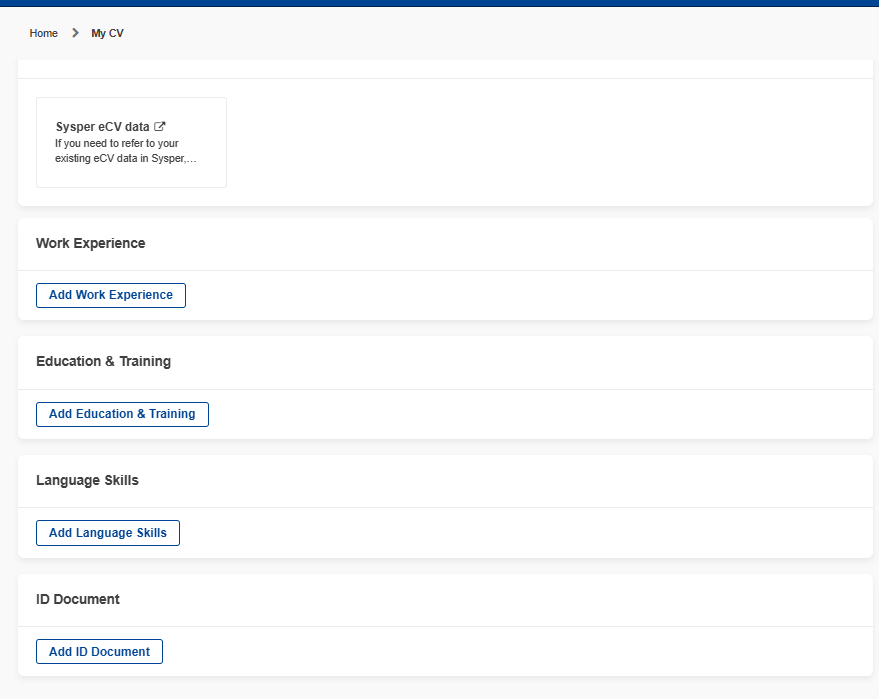 Home > My CV
Sysper eCV data
If you need to refer to your
existing eCV data in Sysper,...
Work Experience
Add Work Experience
Education & Training
Add Education & Training
Language Skills
Add Language Skills
ID Document
Add ID Document